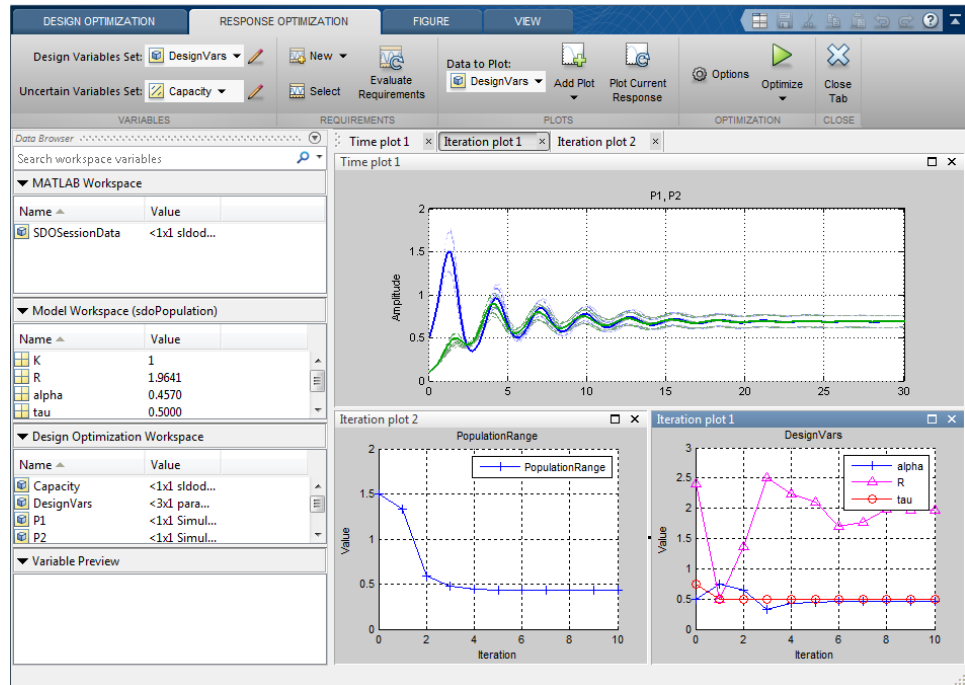 DESIGN OPTIMIZATION RESPONSE OPTIMIZATION FIGURE VIEW
Design Variables Set: DesignVars
Uncertain Variables Set: Capacity
VARIABLES
New
Select
Evaluate
Requirements
REQUIREMENTS
Data to Plot:
DesignVars
Add Plot
Plot Current
Response
PLOTS
Options
Optimize
OPTIMIZATION
Close
Tab
CLOSE
Data Browser
Search workspace variables
MATLAB Workspace
Name Value
SDOSessionData <1x1 sldod...
Model Workspace (sdoPopulation)
Name Value
K 1
R 1.9641
alpha 0.4570
tau 0.5000
Design Optimization Workspace
Name Value
Capacity <1x1 sldod...
DesignVars <3x1 para...
P1 <1x1 Simul...
P2 <1x1 Simul...
Variable Preview
Time plot 1 × Iteration plot 1 × Iteration plot 2 ×
Time plot 1
P1, P2
Amplitude
2
1.5
1
0.5
0
0 5 10 15 20 25 30
Iteration plot 2
PopulationRange
PopulationRange
Value
2
1.5
1
0.5
0
0 2 4 6 8 10
Iteration
Iteration plot 1
DesignVars
alpha
R
tau
Value
3
2.5
2
1.5
1
0.5
0
0 2 4 6 8 10
Iteration